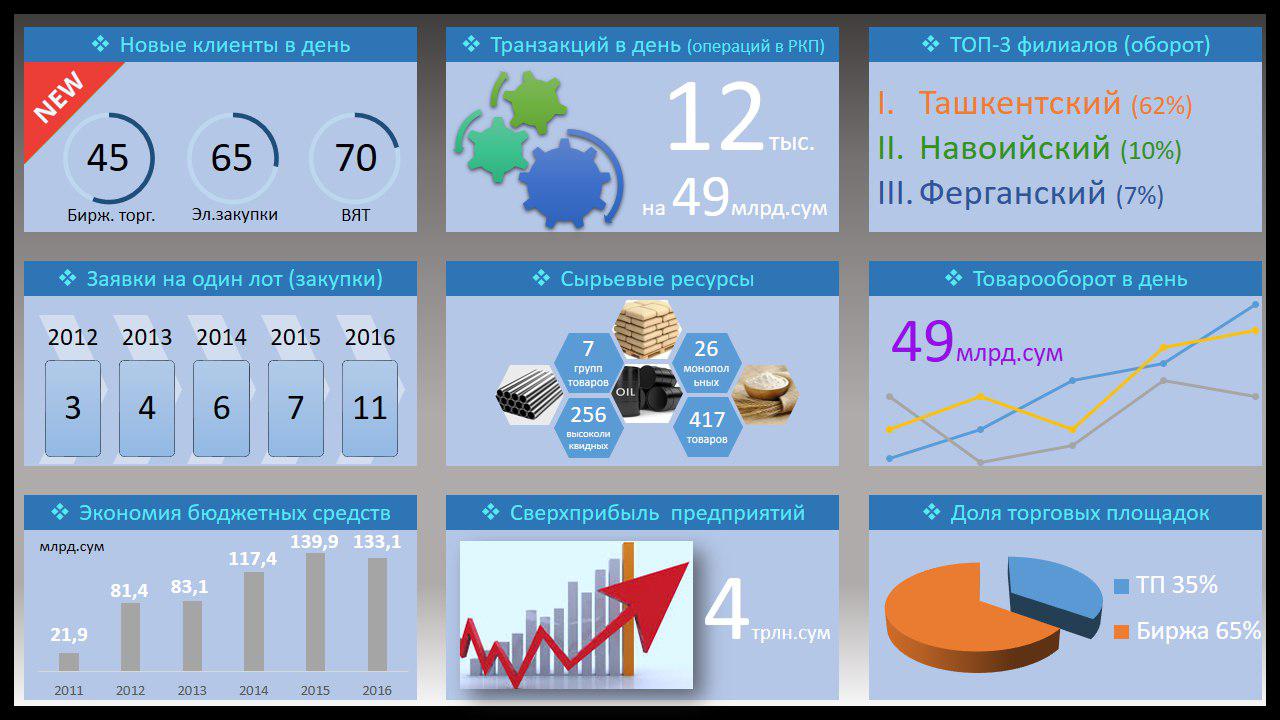 ❖ Новые клиенты в день
NEW
45
65
70
Бирж. торг.
Эл.закупки
ВЯТ
❖ Транзакций в день (операций в РКП)
12 тыс.
на 49 млрд.сум
❖ ТОП-3 филиалов (оборот)
I. Ташкентский (62%)
II. Навоийский (10%)
III. Ферганский (7%)
❖ Заявки на один лот (закупки)
2012 2013 2014 2015 2016
3 4 6 7 11
❖ Сырьевые ресурсы
7
групп
товаров
26
монопол
ьных
OIL
256
высоколи
квидных
417
товаров
❖ Товарооборот в день
49 млрд.сум
❖ Экономия бюджетных средств
млрд.сум
21,9
81,4
83,1
117,4
139,9
133,1
2011 2012 2013 2014 2015 2016
❖ Сверхприбыль предприятий
4 трлн.сум
❖ Доля торговых площадок
ТП 35%
Биржа 65%